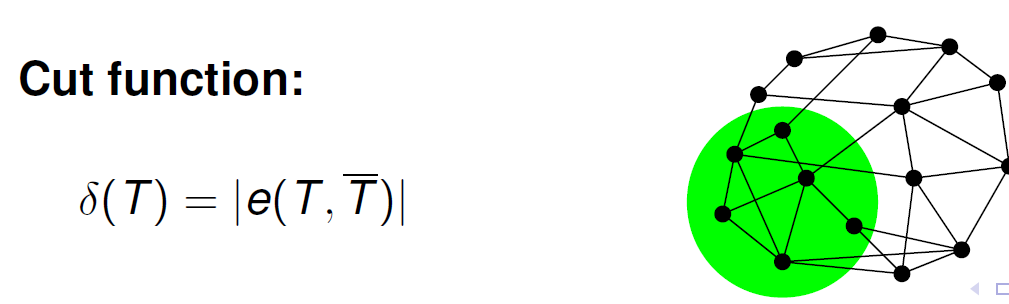 Cut function:
δ(T) = |e(T, T̅)|